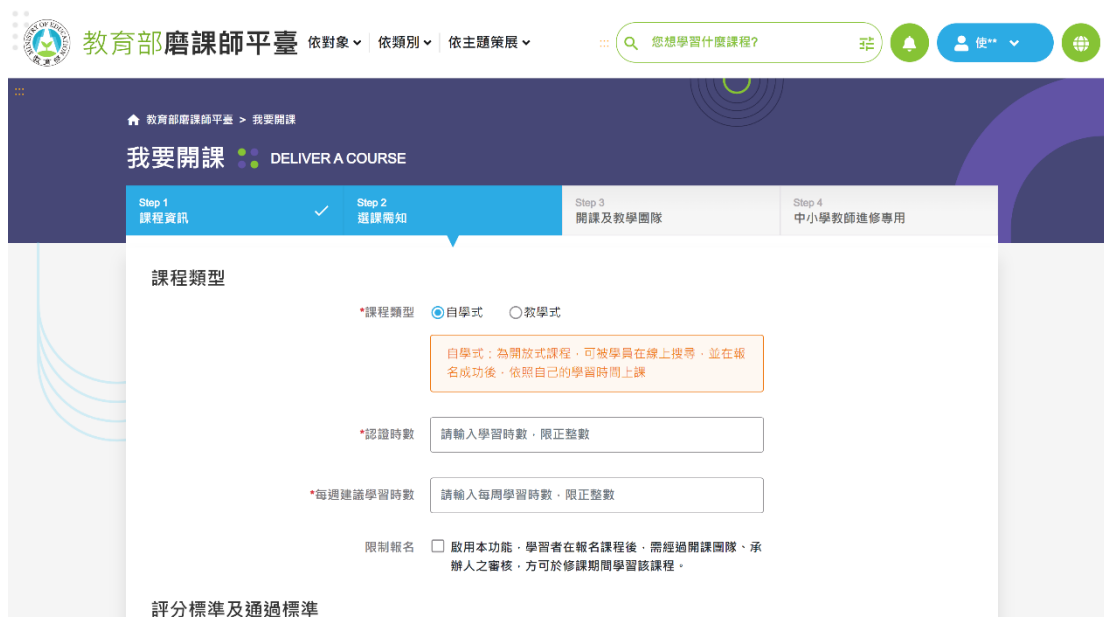 教育部磨課師平臺 依對象 依類別 依主題策展 您想學習什麼課程? 使**
教育部磨課師平臺 > 我要開課
我要開課 DELIVER A COURSE
Step 1
課程資訊
Step 2
選課需知
Step 3
開課及教學團隊
Step 4
中小學教師進修專用
課程類型
*課程類型 自學式 教學式
自學式：為開放式課程，可被學員在線上搜尋，並在報
名成功後，依照自己的學習時間上課
*認證時數 請輸入學習時數，限正整數
*每週建議學習時數 請輸入每周學習時數，限正整數
限制報名 啟用本功能，學習者在報名課程後，需經過開課團隊、承
辦人之審核，方可於修課期間學習該課程。
評分標準及通過標準